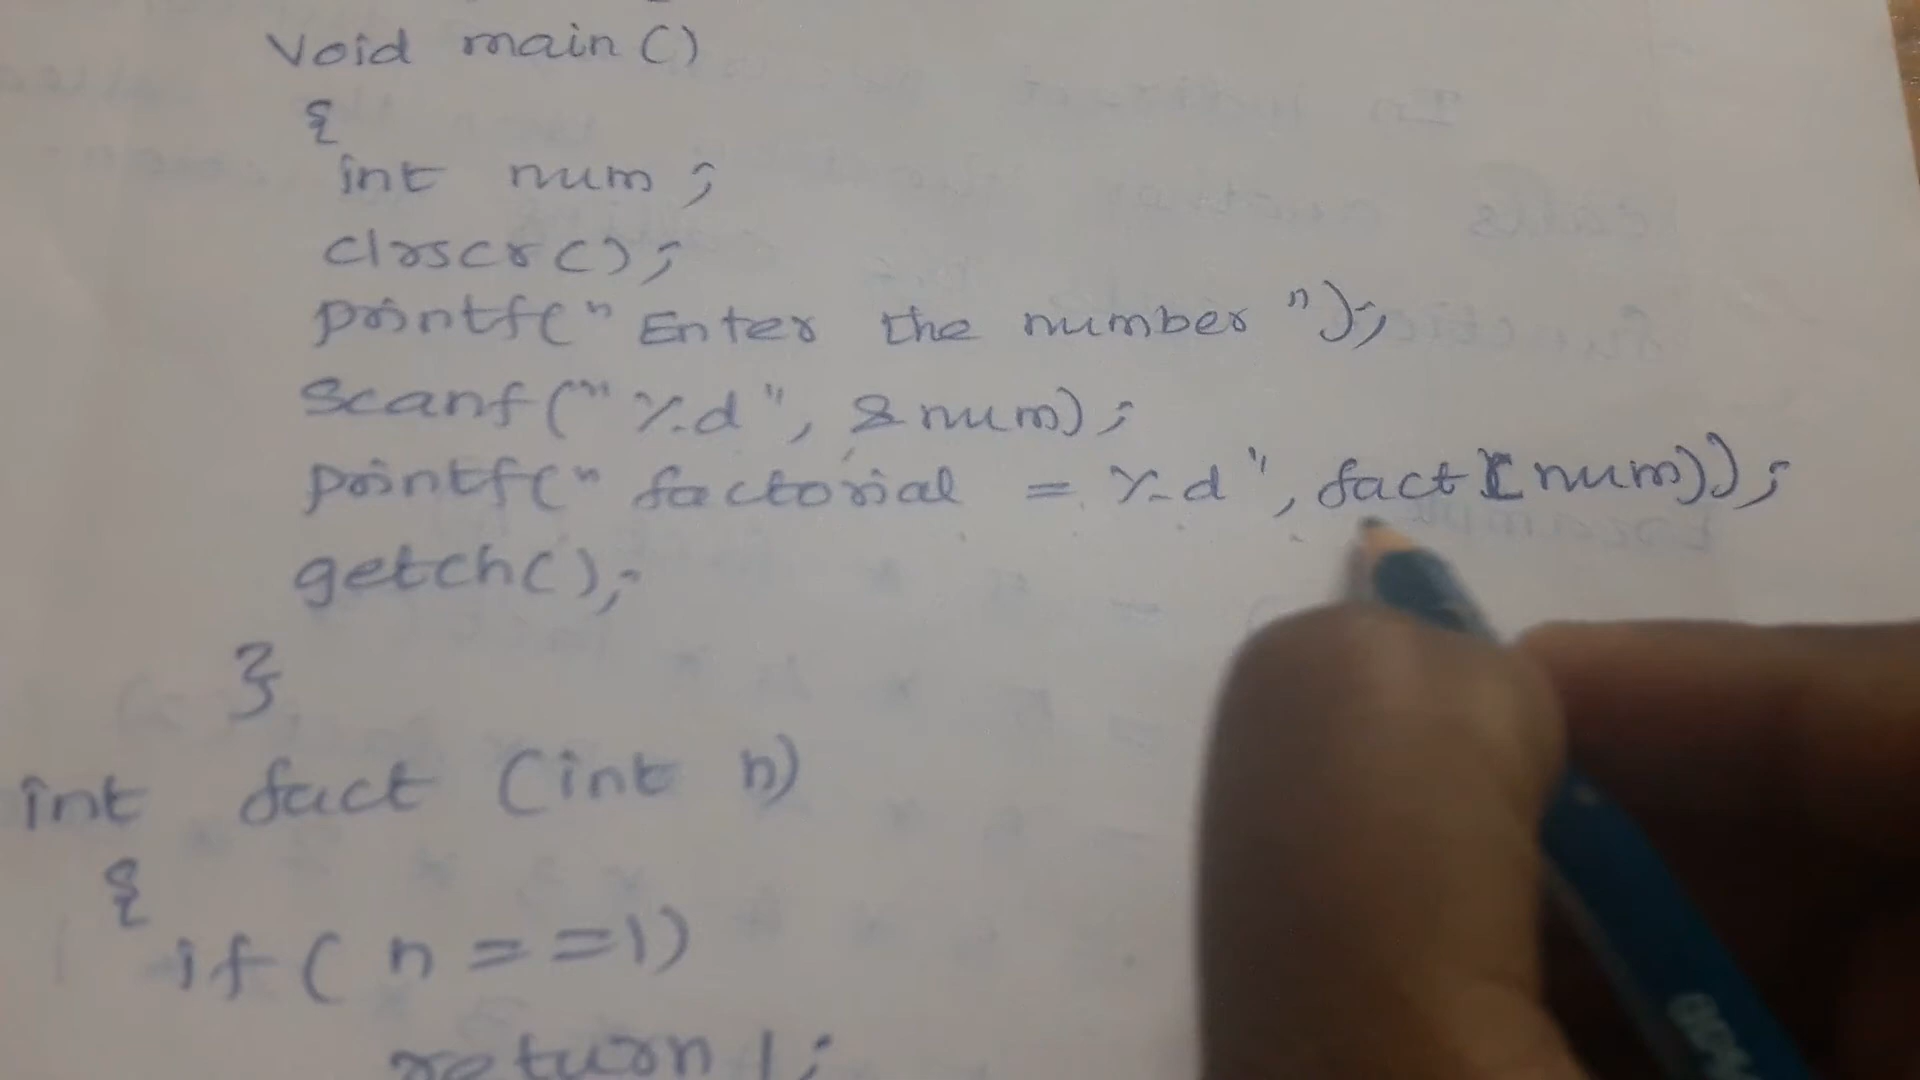 void main()
{
int num;
clrscr();
printf("Enter the number");
scanf("%d", &num);
printf("factorial = %d", fact(num));
getch();
}
int fact (int n)
{
if(n==1)
return 1;